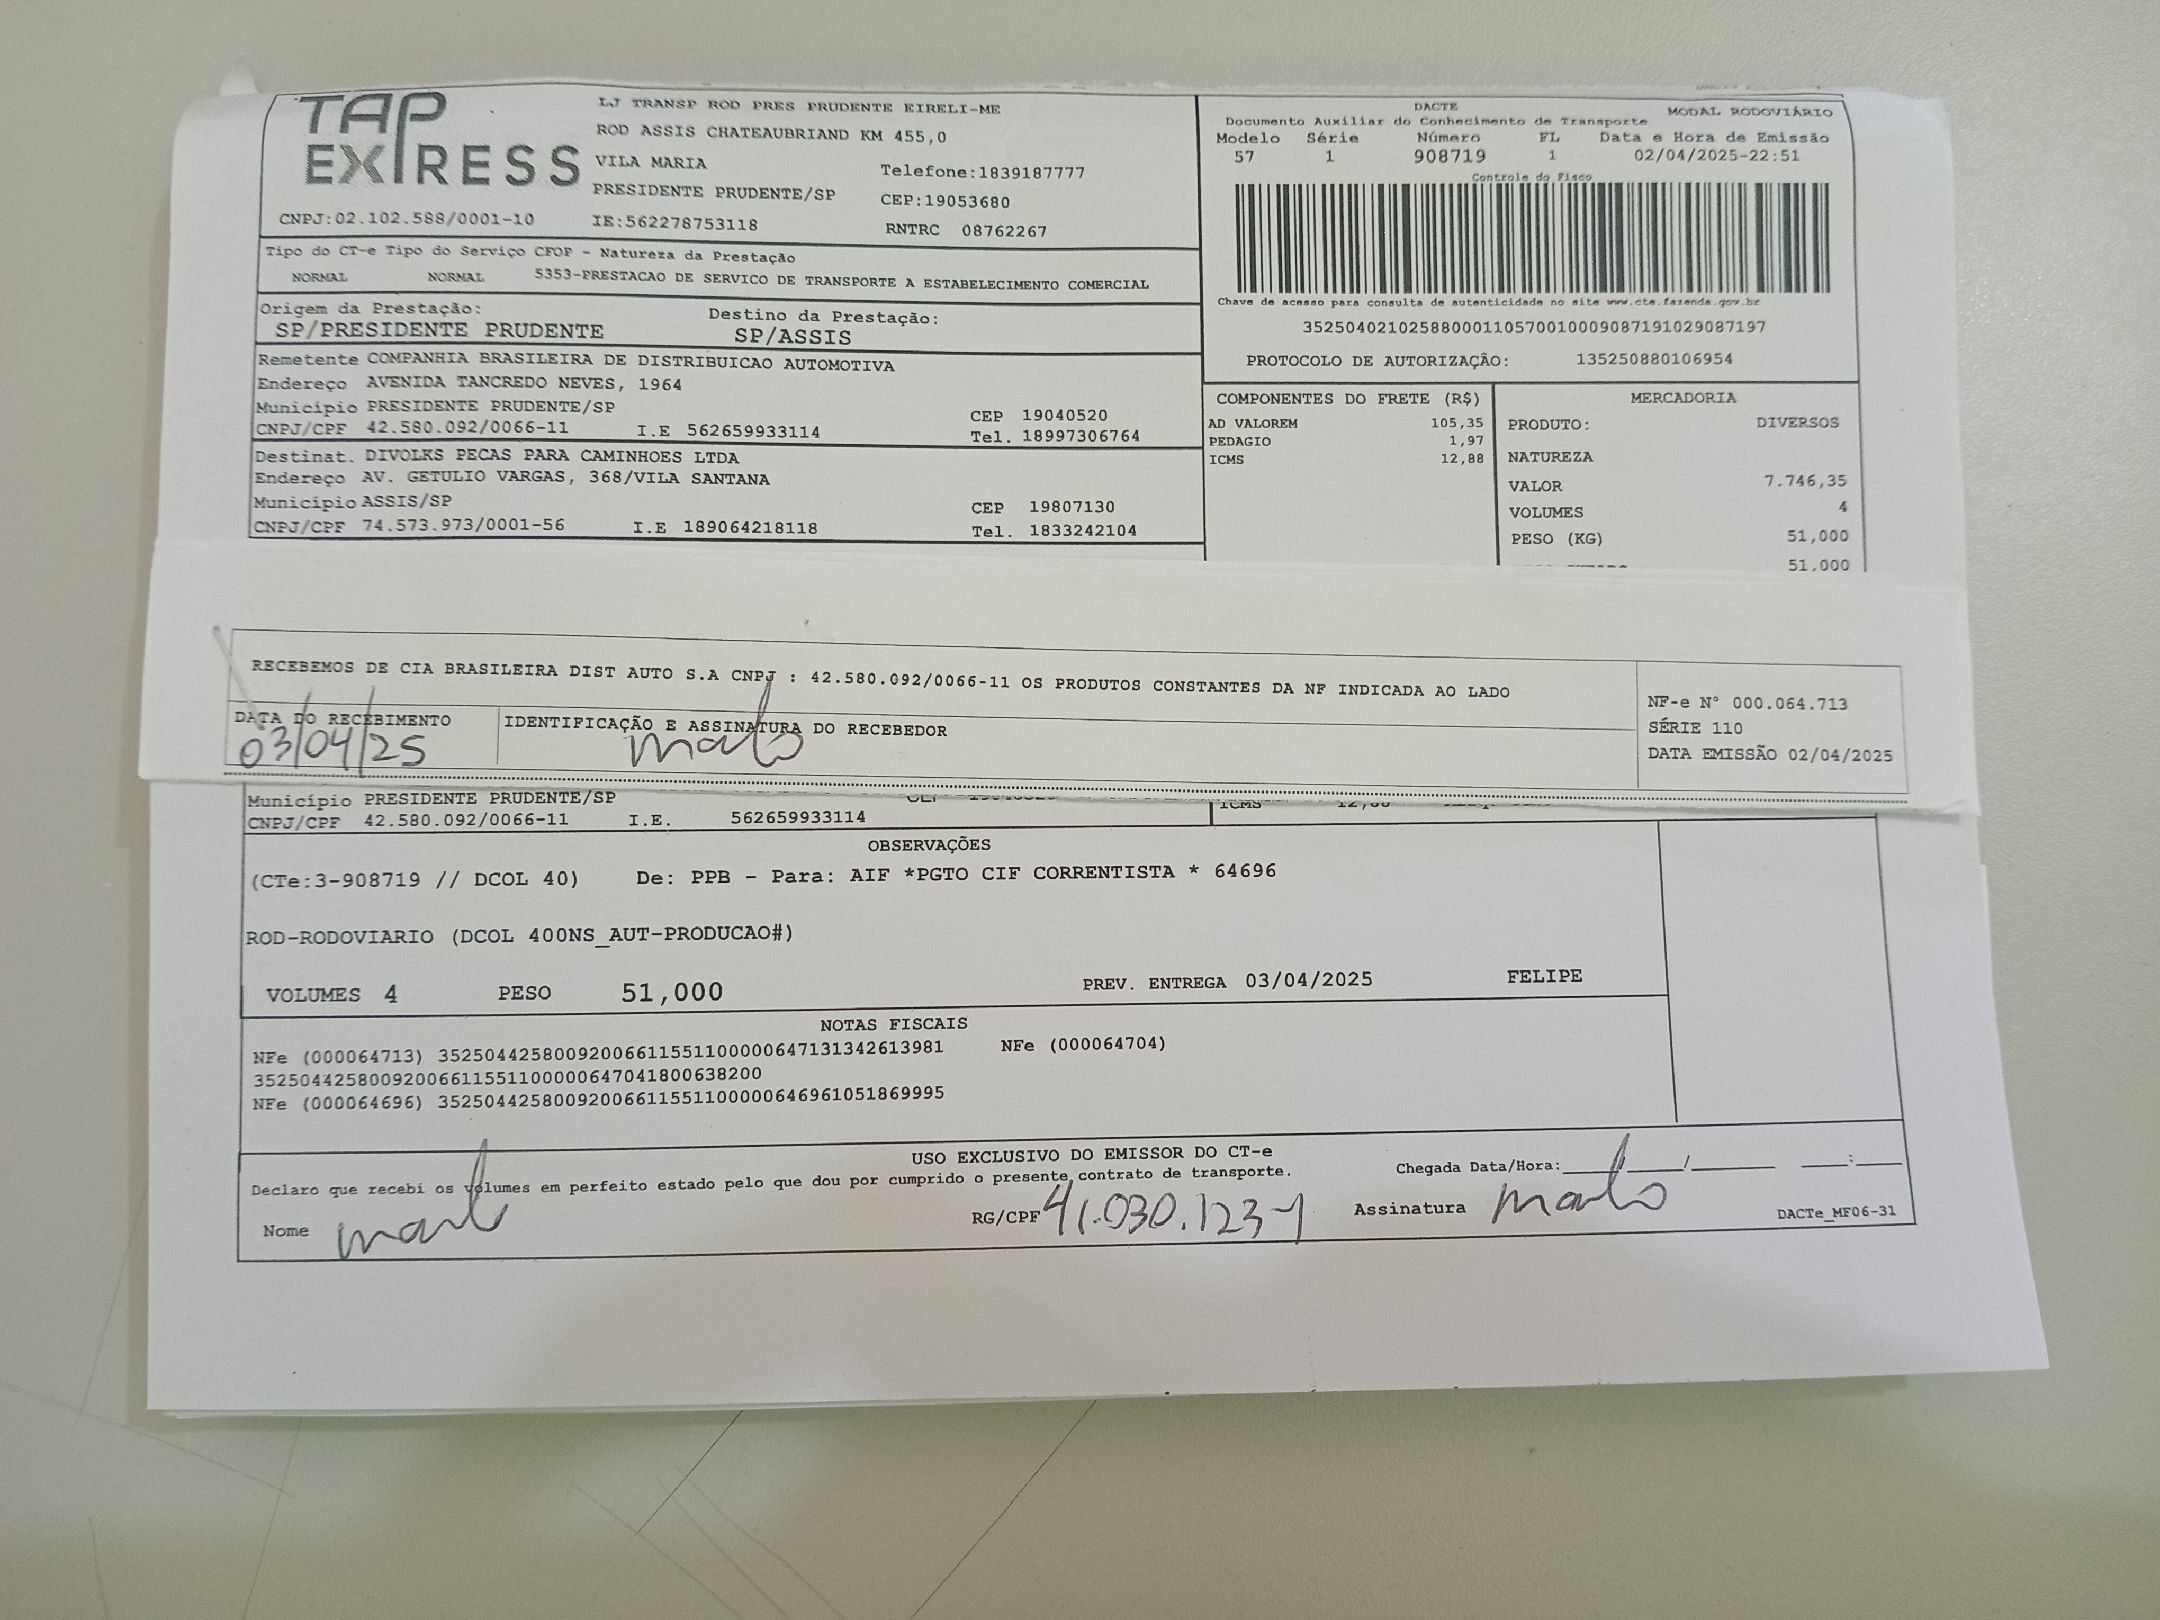 TAP EXPRESS
LJ TRANSP ROD PRES PRUDENTE EIRELI-ME
ROD ASSIS CHATEAUBRIAND KM 455,0
VILA MARIA
Telefone:1839187777
PRESIDENTE PRUDENTE/SP
CEP:19053680
CNPJ:02.102.588/0001-10 IE:562278753118 RNTRC 08762267
Tipo do CT-e Tipo do Serviço CFOP - Natureza da Prestação
NORMAL NORMAL 5353-PRESTACAO DE SERVICO DE TRANSPORTE A ESTABELECIMENTO COMERCIAL
Origem da Prestação: Destino da Prestação:
SP/PRESIDENTE PRUDENTE SP/ASSIS
Remetente COMPANHIA BRASILEIRA DE DISTRIBUICAO AUTOMOTIVA
Endereço AVENIDA TANCREDO NEVES, 1964
Município PRESIDENTE PRUDENTE/SP CEP 19040520
CNPJ/CPF 42.580.092/0066-11 I.E 562659933114 Tel. 18997306764
Destinat. DIVOLKS PECAS PARA CAMINHOES LTDA
Endereço AV. GETULIO VARGAS, 368/VILA SANTANA
Município ASSIS/SP CEP 19807130
CNPJ/CPF 74.573.973/0001-56 I.E 189064218118 Tel. 1833242104
DACTE MODAL RODOVIÁRIO
Documento Auxiliar do Conhecimento de Transporte
Modelo Série Número FL Data e Hora de Emissão
57 1 908719 1 02/04/2025-22:51
Controle do Fisco
Chave de acesso para consulta de autenticidade no site www.cte.fazenda.gov.br
35250402102588000110570010009087191029087197
PROTOCOLO DE AUTORIZAÇÃO: 135250880106954
COMPONENTES DO FRETE (R$)
AD VALOREM 105,35
PEDAGIO 1,97
ICMS 12,88
MERCADORIA
PRODUTO: DIVERSOS
NATUREZA
VALOR 7.746,35
VOLUMES 4
PESO (KG) 51,000
51,000
RECEBEMOS DE CIA BRASILEIRA DIST AUTO S.A CNPJ : 42.580.092/0066-11 OS PRODUTOS CONSTANTES DA NF INDICADA AO LADO
DATA DO RECEBIMENTO IDENTIFICAÇÃO E ASSINATURA DO RECEBEDOR
03/04/25
NF-e N° 000.064.713
SÉRIE 110
DATA EMISSÃO 02/04/2025
Município PRESIDENTE PRUDENTE/SP
CNPJ/CPF 42.580.092/0066-11 I.E. 562659933114
ICMS 12,88
OBSERVAÇÕES
(CTe:3-908719 // DCOL 40) De: PPB - Para: AIF *PGTO CIF CORRENTISTA * 64696
ROD-RODOVIARIO (DCOL 400NS_AUT-PRODUCAO#)
VOLUMES 4 PESO 51,000 PREV. ENTREGA 03/04/2025 FELIPE
NOTAS FISCAIS
NFe (000064713) 35250442580092006611551100000647131342613981 NFe (000064704)
35250442580092006611551100000647041800638200
NFe (000064696) 35250442580092006611551100000646961051869995
USO EXCLUSIVO DO EMISSOR DO CT-e
Declaro que recebi os volumes em perfeito estado pelo que dou por cumprido o presente contrato de transporte. Chegada Data/Hora:____/____/____ ___:___
Nome RG/CPF 41.030.123-1 Assinatura
DACTe_MF06-31